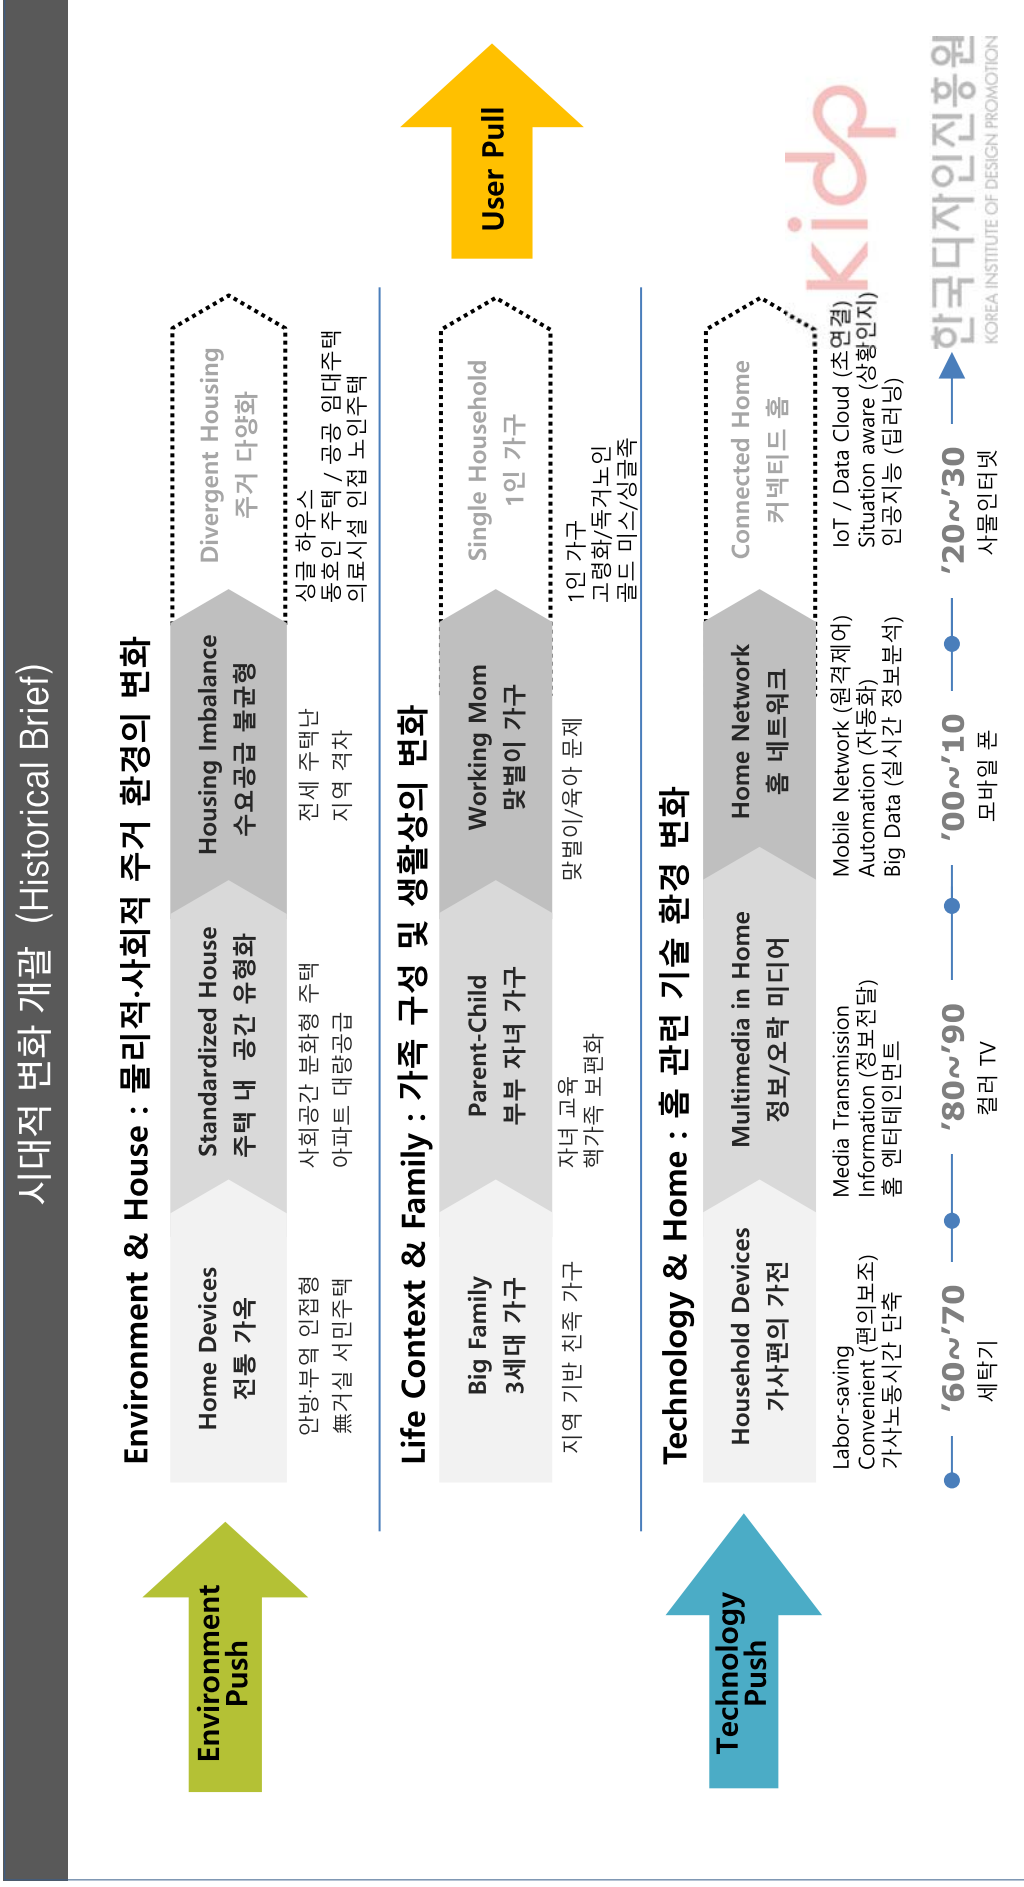 시대적 변화 개괄 (Historical Brief)
Environment & House : 물리적·사회적 주거 환경의 변화
Environment
Push
Home Devices
전통 가옥
안방·부엌 인접형
無거실 서민주택
Standardized House
주택 내 공간 유형화
사회공간 분화형 주택
아파트 대량공급
Housing Imbalance
수요공급 불균형
전세 주택난
지역 격차
Divergent Housing
주거 다양화
싱글 하우스
동호인 주택 / 공공 임대주택
의료시설 인접 노인주택
Life Context & Family : 가족 구성 및 생활상의 변화
Big Family
3세대 가구
지역 기반 친족 가구
Parent-Child
부부 자녀 가구
자녀 교육
핵가족 보편화
Working Mom
맞벌이 가구
맞벌이/육아 문제
Single Household
1인 가구
1인 가구
고령화/독거노인
골드 미스/싱글족
User Pull
Technology & Home : 홈 관련 기술 환경 변화
Technology
Push
Household Devices
가사편의 가전
Labor-saving
Convenient (편의보조)
가사노동시간 단축
Multimedia in Home
정보/오락 미디어
Media Transmission
Information (정보전달)
홈 엔터테인먼트
Home Network
홈 네트워크
Mobile Network (원격제어)
Automation (자동화)
Big Data (실시간 정보분석)
Connected Home
커넥티드 홈
IoT / Data Cloud (초연결)
Situation aware (상황인지)
인공지능 (딥러닝)
’60~’70
세탁기
’80~’90
컬러 TV
’00~’10
모바일 폰
’20~’30
사물인터넷
kidp
한국디자인진흥원
KOREA INSTITUTE OF DESIGN PROMOTION